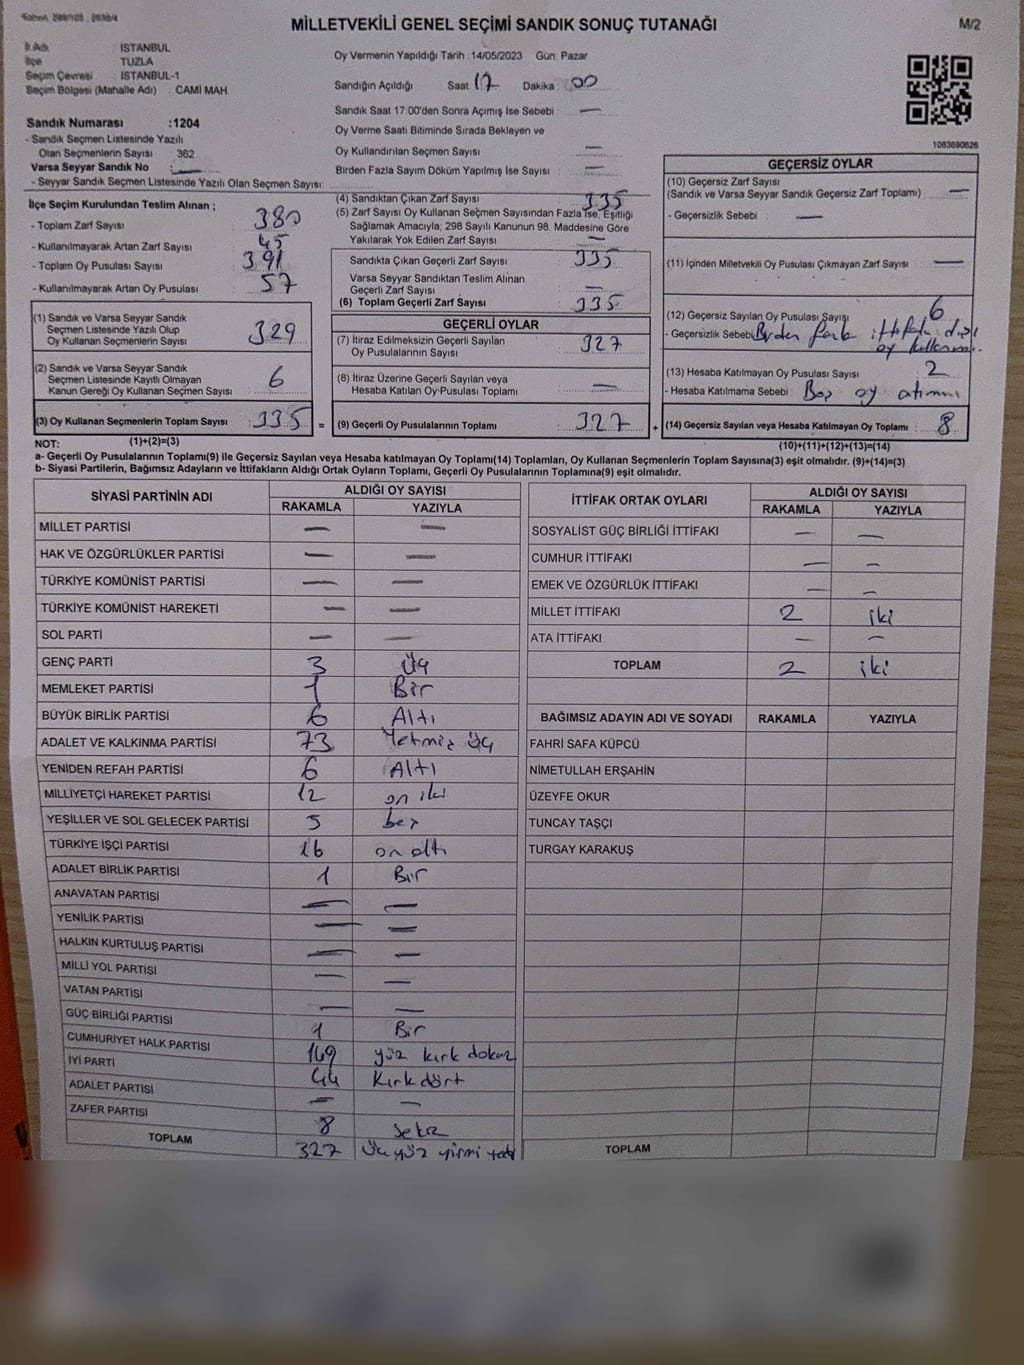 MİLLETVEKİLİ GENEL SEÇİMİ SANDIK SONUÇ TUTANAĞI
M/2
İl Adı İSTANBUL
İlçe TUZLA
Seçim Çevresi : İSTANBUL-1
Seçim Bölgesi (Mahalle Adı) : CAMİ MAH
Sandık Numarası :1204
- Sandık Seçmen Listesinde Yazılı
Olan Seçmenlerin Sayısı : 362
Varsa Seyyar Sandık No : —
- Seyyar Sandık Seçmen Listesinde Yazılı Olan Seçmen Sayısı:
Oy Vermenin Yapıldığı Tarih :14/05/2023 Gün: Pazar
Sandığın Açıldığı Saat 17 Dakika : 00
Sandık Saat 17:00'den Sonra Açımış İse Sebebi : —
Oy Verme Saati Bitiminde Sırada Bekleyen ve
Oy Kullandırılan Seçmen Sayısı : —
Birden Fazla Sayım Döküm Yapılmış İse Sayısı : —
1083690626
İlçe Seçim Kurulundan Teslim Alınan ;
- Toplam Zarf Sayısı : 380
- Kullanılmayarak Artan Zarf Sayısı : 45
- Toplam Oy Pusulası Sayısı : 391
- Kullanılmayarak Artan Oy Pusulası : 57
(1) Sandık ve Varsa Seyyar Sandık
Seçmen Listesinde Yazılı Olup
Oy Kullanan Seçmenlerin Sayısı : 329
(2) Sandık ve Varsa Seyyar Sandık
Seçmen Listesinde Kayıtlı Olmayan
Kanun Gereği Oy Kullanan Seçmen Sayısı : 6
(3) Oy Kullanan Seçmenlerin Toplam Sayısı : 335 =
(4) Sandıktan Çıkan Zarf Sayısı : 335
(5) Zarf Sayısı Oy Kullanan Seçmen Sayısından Fazla İse, Eşitliği
Sağlamak Amacıyla; 298 Sayılı Kanunun 98. Maddesine Göre
Yakılarak Yok Edilen Zarf Sayısı : —
Sandıkta Çıkan Geçerli Zarf Sayısı : 335
Varsa Seyyar Sandıktan Teslim Alınan
Geçerli Zarf Sayısı : —
(6) Toplam Geçerli Zarf Sayısı : 335
GEÇERLİ OYLAR
(7) İtiraz Edilmeksizin Geçerli Sayılan
Oy Pusulalarının Sayısı : 327
(8) İtiraz Üzerine Geçerli Sayılan veya
Hesaba Katılan Oy Pusulası Toplamı : —
(9) Geçerli Oy Pusulalarının Toplamı : 327 +
GEÇERSİZ OYLAR
(10) Geçersiz Zarf Sayısı
(Sandık ve Varsa Seyyar Sandık Geçersiz Zarf Toplamı) : —
- Geçersizlik Sebebi : —
(11) İçinden Milletvekili Oy Pusulası Çıkmayan Zarf Sayısı : —
(12) Geçersiz Sayılan Oy Pusulası Sayısı : 6
- Geçersizlik Sebebi: ittifaka dışı
oy
(13) Hesaba Katılmayan Oy Pusulası Sayısı : 2
- Hesaba Katılmama Sebebi : Boş oy atımı
(14) Geçersiz Sayılan veya Hesaba Katılmayan Oy Toplamı : 8
NOT: (1)+(2)=(3) (10)+(11)+(12)+(13)=(14)
a- Geçerli Oy Pusulalarının Toplamı(9) ile Geçersiz Sayılan veya Hesaba katılmayan Oy Toplamı(14) Toplamları, Oy Kullanan Seçmenlerin Toplam Sayısına(3) eşit olmalıdır. (9)+(14)=(3)
b- Siyasi Partilerin, Bağımsız Adayların ve İttifakların Aldığı Ortak Oyların Toplamı, Geçerli Oy Pusulalarının Toplamına(9) eşit olmalıdır.
SİYASİ PARTİNİN ADI ALDIĞI OY SAYISI
RAKAMLA YAZIYLA
MİLLET PARTİSİ — —
HAK VE ÖZGÜRLÜKLER PARTİSİ — —
TÜRKİYE KOMÜNİST PARTİSİ — —
TÜRKİYE KOMÜNİST HAREKETİ — —
SOL PARTİ — —
GENÇ PARTİ 3 Üç
MEMLEKET PARTİSİ 1 Bir
BÜYÜK BİRLİK PARTİSİ 6 Altı
ADALET VE KALKINMA PARTİSİ 73 Yetmiş Üç
YENİDEN REFAH PARTİSİ 6 Altı
MİLLİYETÇİ HAREKET PARTİSİ 12 on iki
YEŞİLLER VE SOL GELECEK PARTİSİ 5 beş
TÜRKİYE İŞÇİ PARTİSİ 16 on altı
ADALET BİRLİK PARTİSİ 1 Bir
ANAVATAN PARTİSİ — —
YENİLİK PARTİSİ — —
HALKIN KURTULUŞ PARTİSİ — —
MİLLİ YOL PARTİSİ — —
VATAN PARTİSİ — —
GÜÇ BİRLİĞİ PARTİSİ 1 Bir
CUMHURİYET HALK PARTİSİ 149 yüz kırk dokuz
İYİ PARTİ 44 Kırk dört
ADALET PARTİSİ — —
ZAFER PARTİSİ 8 Sekiz
TOPLAM 327 Üç yüz yirmi yedi
İTTİFAK ORTAK OYLARI ALDIĞI OY SAYISI
RAKAMLA YAZIYLA
SOSYALİST GÜÇ BİRLİĞİ İTTİFAKI — —
CUMHUR İTTİFAKI — —
EMEK VE ÖZGÜRLÜK İTTİFAKI — —
MİLLET İTTİFAKI 2 iki
ATA İTTİFAKI — —
TOPLAM 2 iki
BAĞIMSIZ ADAYIN ADI VE SOYADI RAKAMLA YAZIYLA
FAHRİ SAFA KÜPCÜ
NİMETULLAH ERŞAHİN
ÜZEYFE OKUR
TUNCAY TAŞÇI
TURGAY KARAKUŞ
TOPLAM